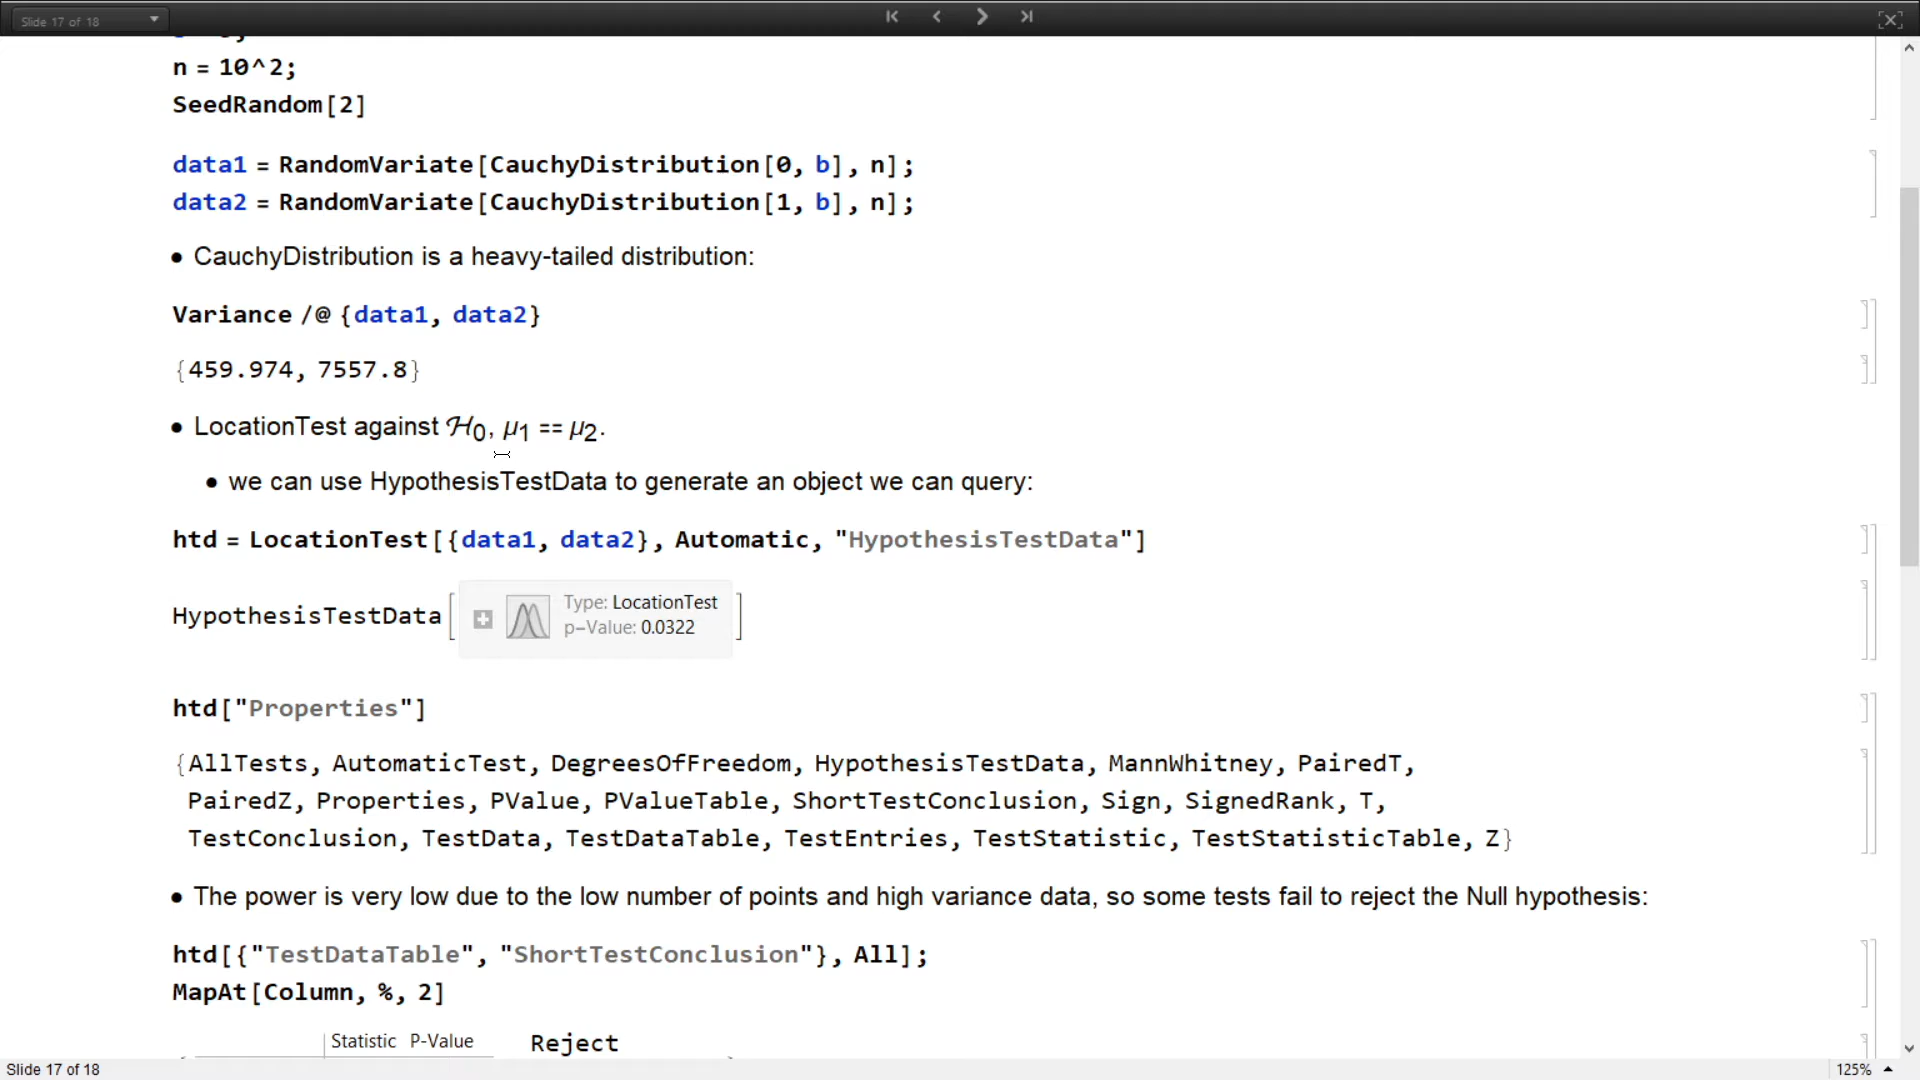 Slide 17 of 18
n = 10^2;
SeedRandom[2]
data1 = RandomVariate[CauchyDistribution[0, b], n];
data2 = RandomVariate[CauchyDistribution[1, b], n];
• CauchyDistribution is a heavy-tailed distribution:
Variance /@ {data1, data2}
{459.974, 7557.8}
• LocationTest against ℋ0, μ1 == μ2.
• we can use HypothesisTestData to generate an object we can query:
htd = LocationTest[{data1, data2}, Automatic, "HypothesisTestData"]
HypothesisTestData[ Type: LocationTest
p-Value: 0.0322 ]
htd["Properties"]
{AllTests, AutomaticTest, DegreesOfFreedom, HypothesisTestData, MannWhitney, PairedT,
PairedZ, Properties, PValue, PValueTable, ShortTestConclusion, Sign, SignedRank, T,
TestConclusion, TestData, TestDataTable, TestEntries, TestStatistic, TestStatisticTable, Z}
• The power is very low due to the low number of points and high variance data, so some tests fail to reject the Null hypothesis:
htd[{"TestDataTable", "ShortTestConclusion"}, All];
MapAt[Column, %, 2]
Statistic P-Value Reject
Slide 17 of 18 125%